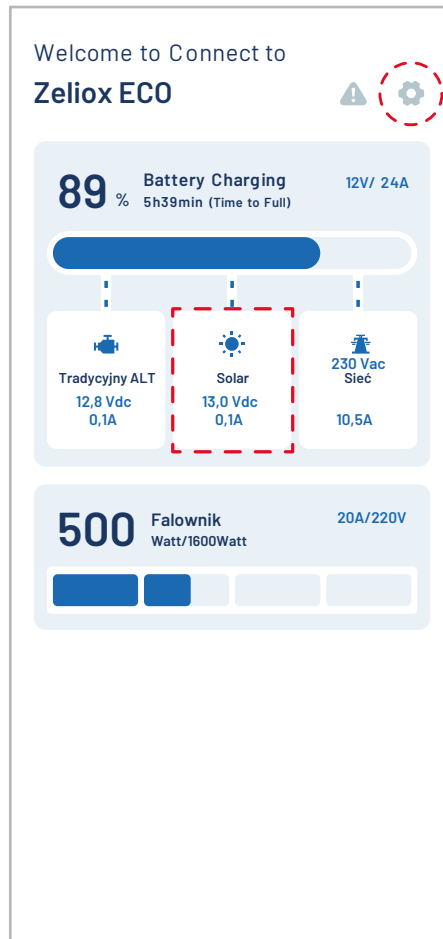 Welcome to Connect to
Zeliox ECO
89 %
Battery Charging
5h39min (Time to Full)
12V/ 24A
Tradycyjny ALT
12,8 Vdc
0,1A
Solar
13,0 Vdc
0,1A
230 Vac
Sieć
10,5A
500
Falownik
Watt/1600Watt
20A/220V